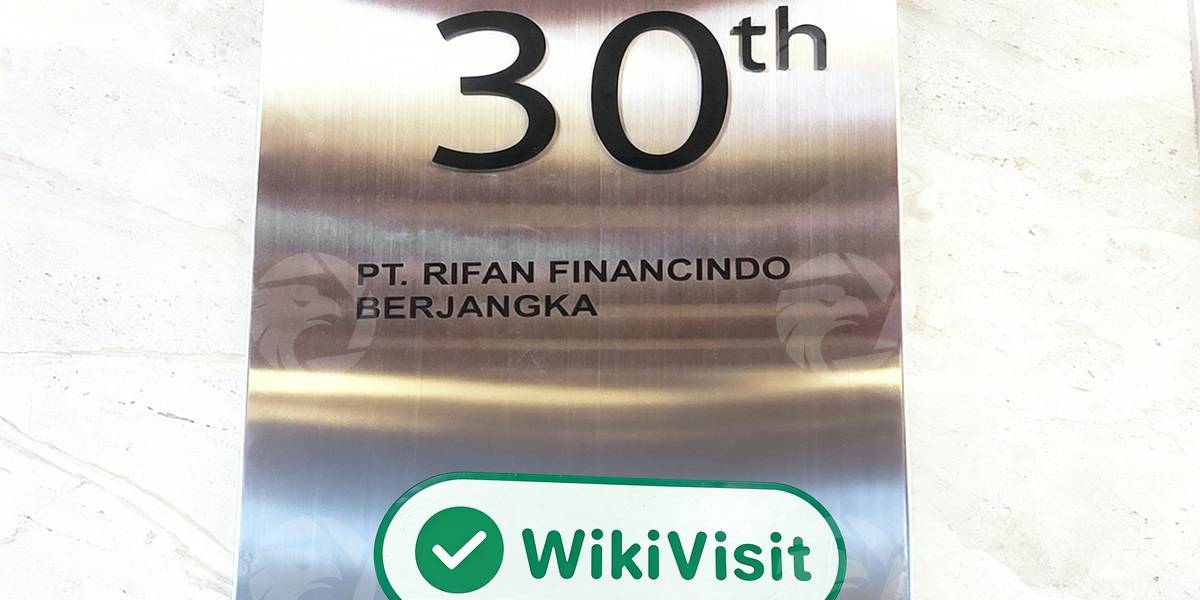 30th
PT. RIFAN FINANCINDO
BERJANGKA
WikiVisit